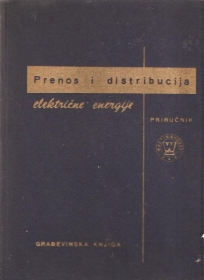 Prenos i distribucija
električne energije
PRIRUČNIK
GRAĐEVINSKA KNJIGA